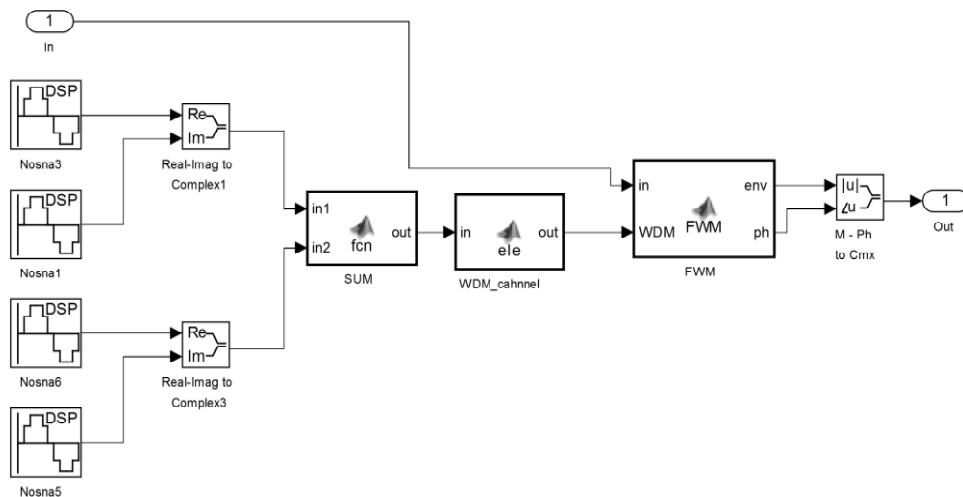 1
In
DSP
Nosna3
Re
Im
Real-Imag to
Complex1
DSP
Nosna1
in1
in2
fcn
out
SUM
in
ele
out
WDM_cahnnel
in
WDM
FWM
env
ph
FWM
|u|
∠u
M - Ph
to Cmx
1
Out
DSP
Nosna6
Re
Im
Real-Imag to
Complex3
DSP
Nosna5